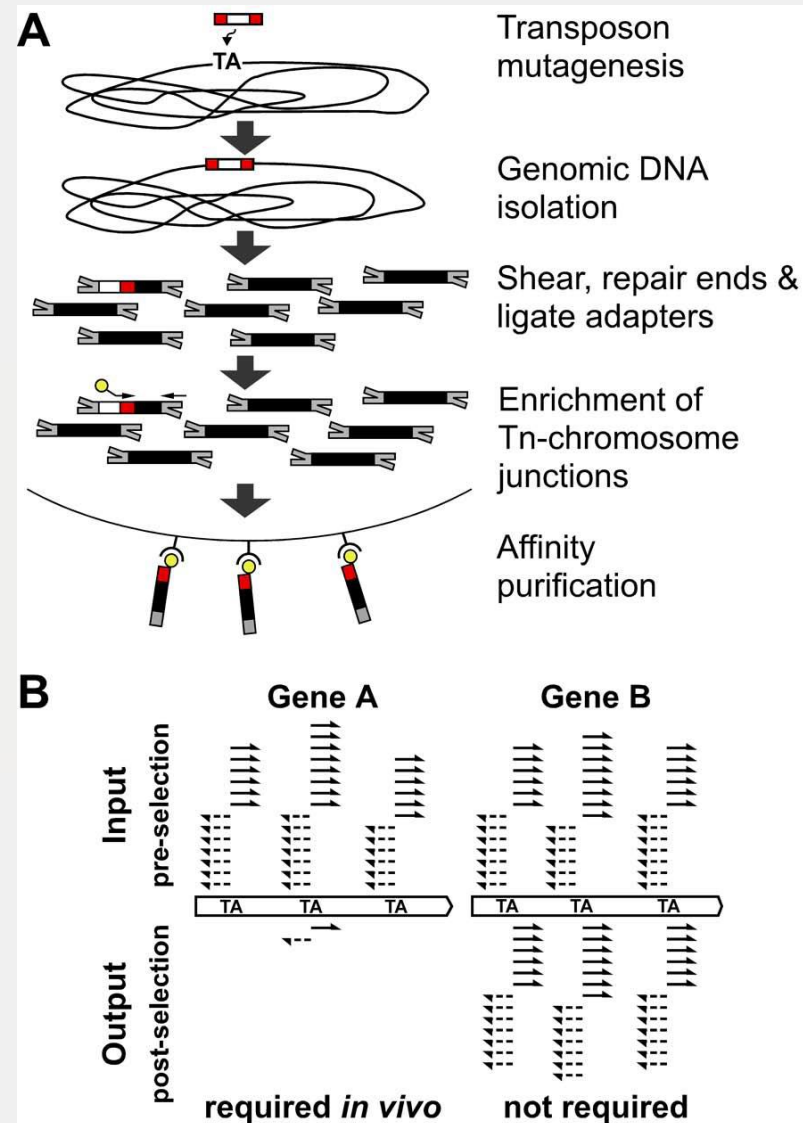 A
Transposon
mutagenesis
TA
Genomic DNA
isolation
Shear, repair ends &
ligate adapters
Enrichment of
Tn-chromosome
junctions
Affinity
purification
B
Gene A Gene B
Input
pre-selection
TA TA TA TA TA TA
Output
post-selection
required in vivo not required